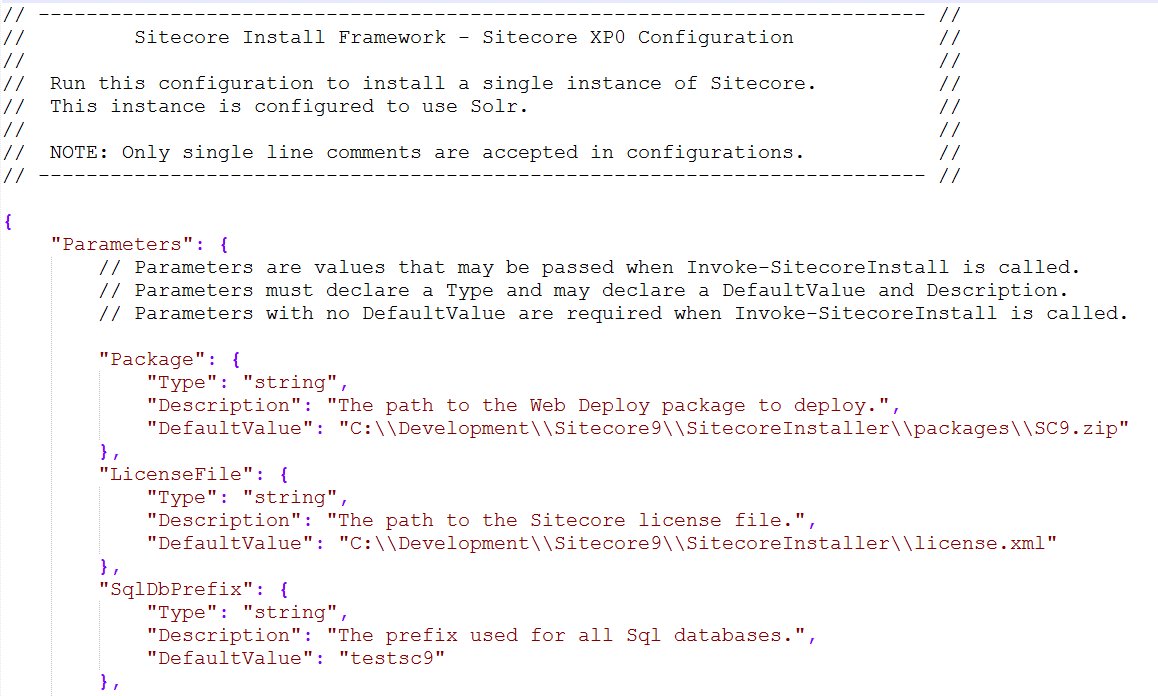 // -------------------------------------------------------------------------- //
//         Sitecore Install Framework - Sitecore XP0 Configuration            //
//                                                                            //
//  Run this configuration to install a single instance of Sitecore.          //
//  This instance is configured to use Solr.                                  //
//                                                                            //
//  NOTE: Only single line comments are accepted in configurations.           //
// -------------------------------------------------------------------------- //

{
    "Parameters": {
        // Parameters are values that may be passed when Invoke-SitecoreInstall is called.
        // Parameters must declare a Type and may declare a DefaultValue and Description.
        // Parameters with no DefaultValue are required when Invoke-SitecoreInstall is called.

        "Package": {
            "Type": "string",
            "Description": "The path to the Web Deploy package to deploy.",
            "DefaultValue": "C:\\Development\\Sitecore9\\SitecoreInstaller\\packages\\SC9.zip"
        },
        "LicenseFile": {
            "Type": "string",
            "Description": "The path to the Sitecore license file.",
            "DefaultValue": "C:\\Development\\Sitecore9\\SitecoreInstaller\\license.xml"
        },
        "SqlDbPrefix": {
            "Type": "string",
            "Description": "The prefix used for all Sql databases.",
            "DefaultValue": "testsc9"
        },